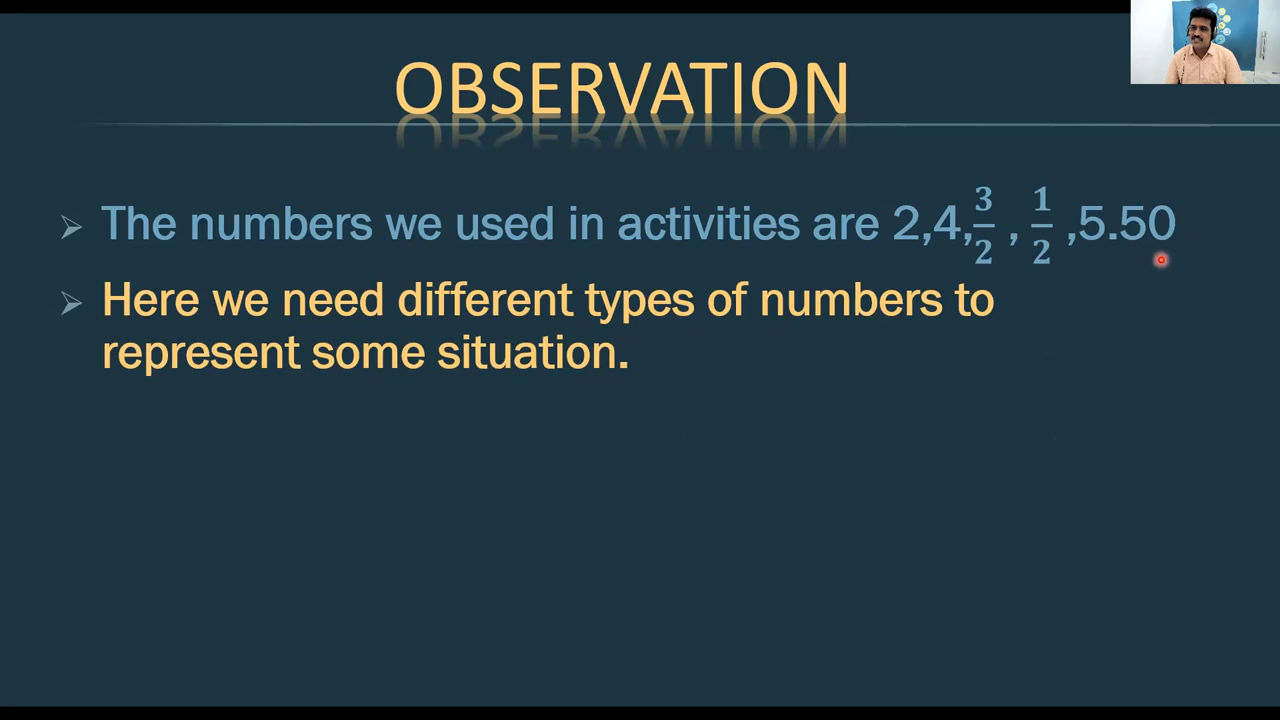 OBSERVATION
The numbers we used in activities are 2,4,3/2 , 1/2 ,5.50
Here we need different types of numbers to
represent some situation.